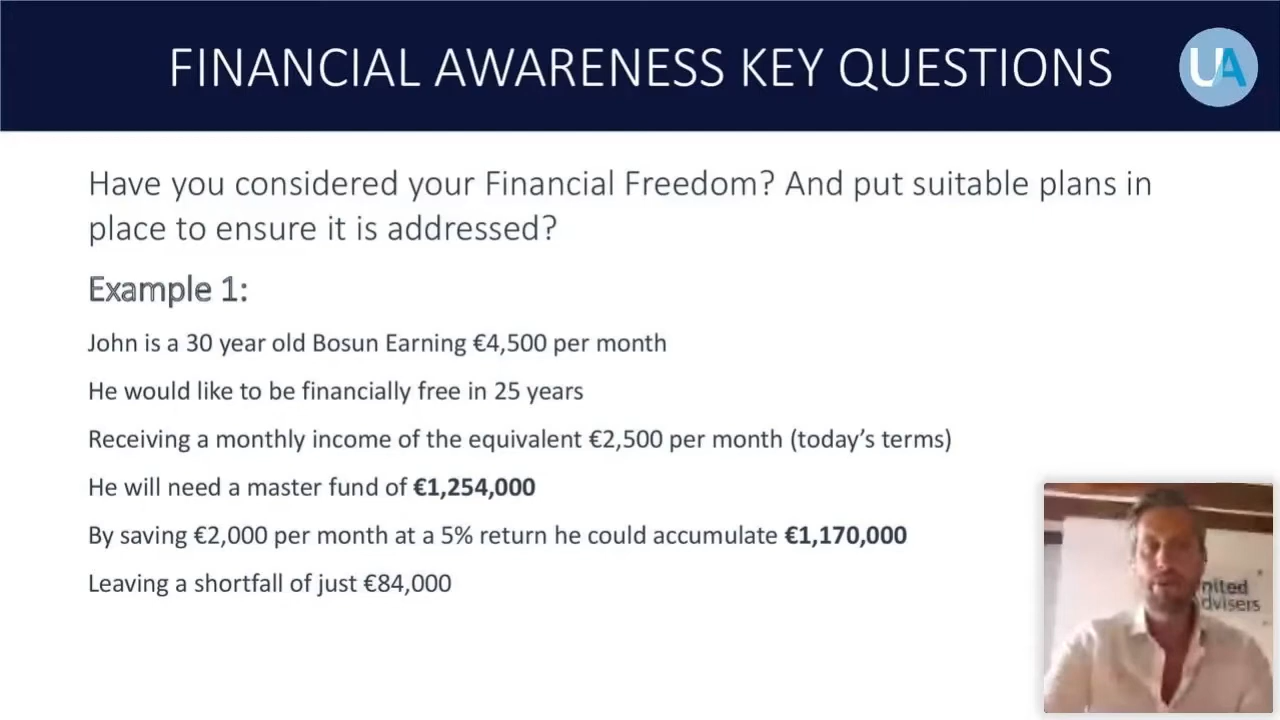 FINANCIAL AWARENESS KEY QUESTIONS
UA
Have you considered your Financial Freedom? And put suitable plans in
place to ensure it is addressed?
Example 1:
John is a 30 year old Bosun Earning €4,500 per month
He would like to be financially free in 25 years
Receiving a monthly income of the equivalent €2,500 per month (today's terms)
He will need a master fund of €1,254,000
By saving €2,000 per month at a 5% return he could accumulate €1,170,000
Leaving a shortfall of just €84,000
nited
dvisers